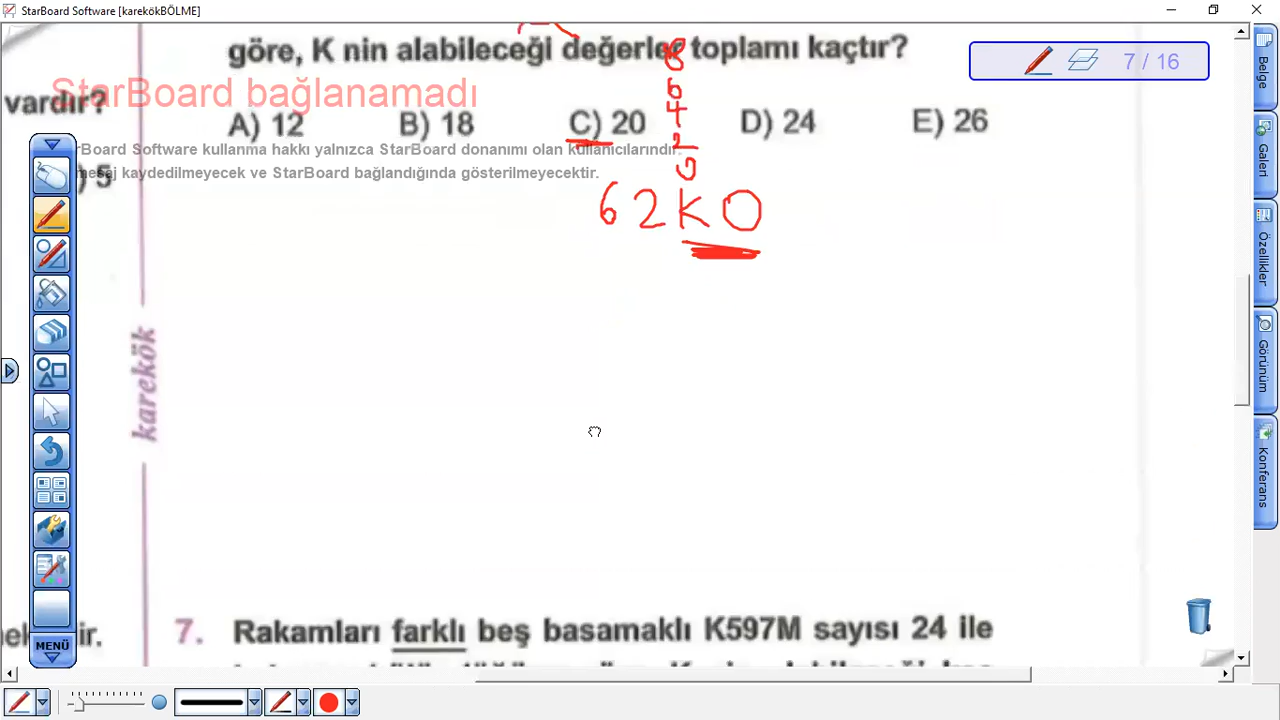 StarBoard Software [karekökBÖLME]
göre, K nin alabileceği değerler toplamı kaçtır?
7 / 16
StarBoard bağlanamadı
vardır?
A) 12 B) 18 C) 20 D) 24 E) 26
8
6
4
2
0
rBoard Software kullanma hakkı yalnızca StarBoard donanımı olan kullanıcılarındır.
mesaj kaydedilmeyecek ve StarBoard bağlandığında gösterilmeyecektir.
) 5
62K0
karekök
7. Rakamları farklı beş basamaklı K597M sayısı 24 ile
MENÜ
Belge
Galeri
Özellikler
Görünüm
Konferans